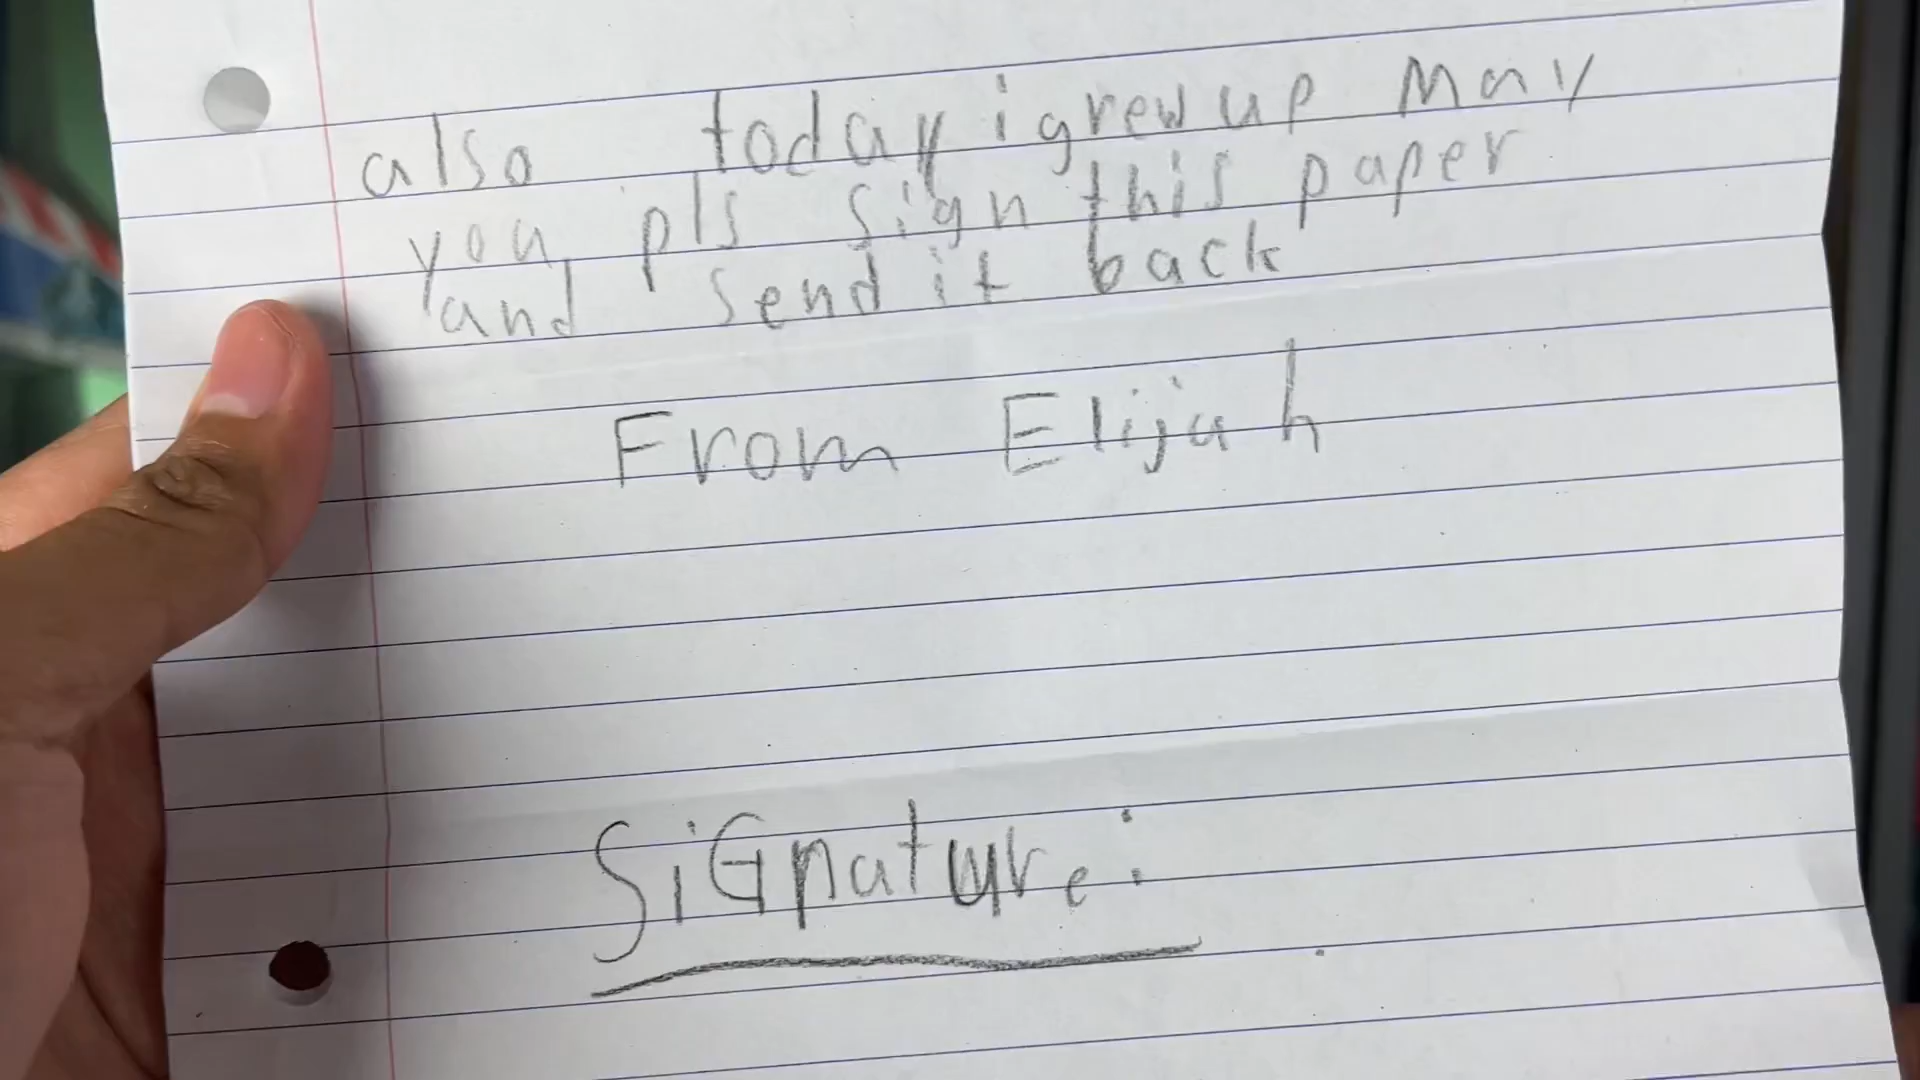 also today i grew up May
you pls sign this paper
and send it back
From Elijah
SiGnature: